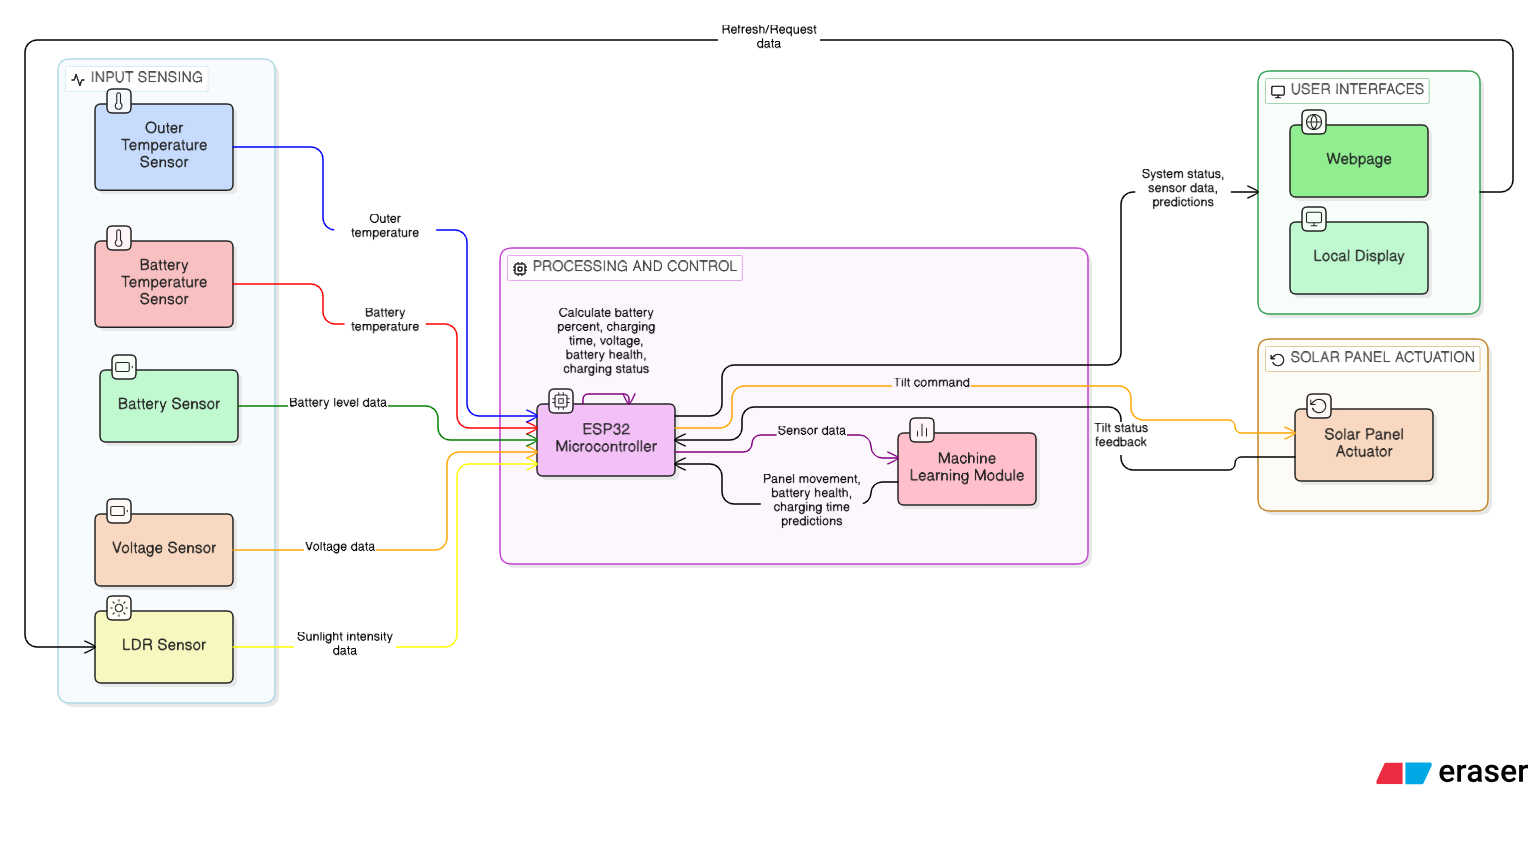 Refresh/Request
data
INPUT SENSING
Outer
Temperature
Sensor
Battery
Temperature
Sensor
Battery Sensor
Voltage Sensor
LDR Sensor
Outer
temperature
Battery
temperature
Battery level data
Voltage data
Sunlight intensity
data
PROCESSING AND CONTROL
Calculate battery
percent, charging
time, voltage,
battery health,
charging status
ESP32
Microcontroller
Sensor data
Machine
Learning Module
Panel movement,
battery health,
charging time
predictions
Tilt command
Tilt status
feedback
System status,
sensor data,
predictions
USER INTERFACES
Webpage
Local Display
SOLAR PANEL ACTUATION
Solar Panel
Actuator
eraser